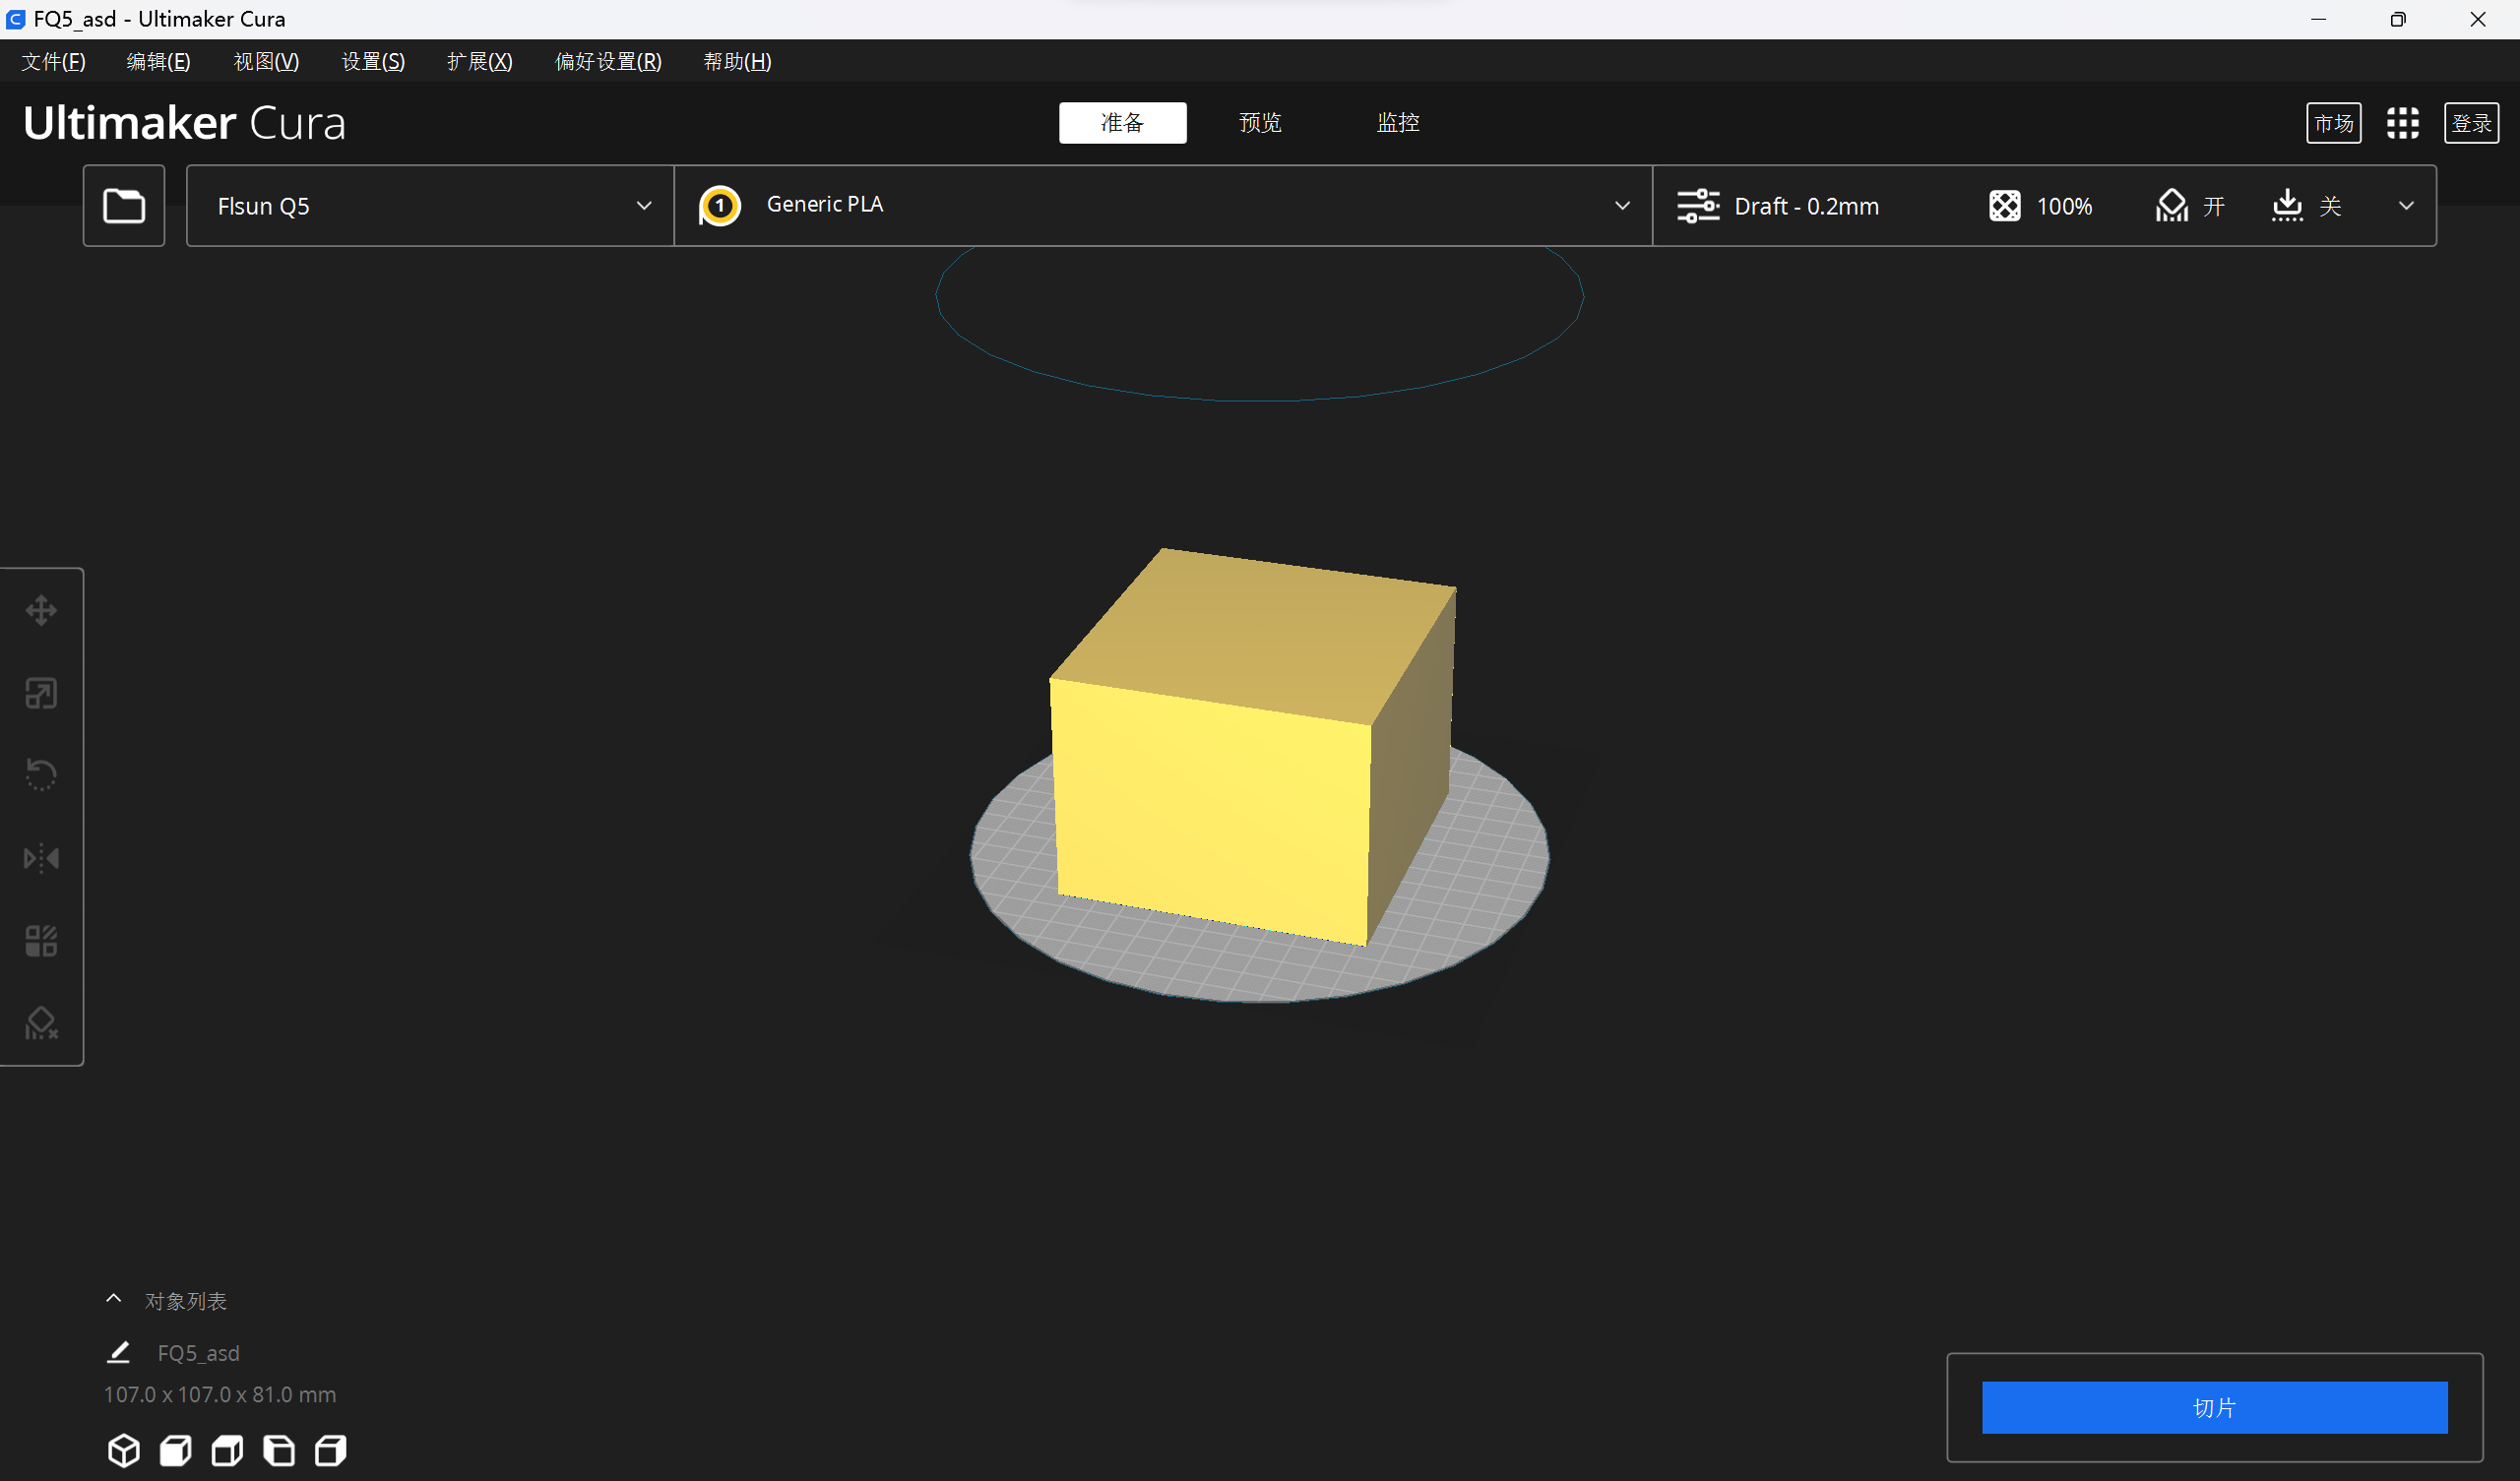 FQ5_asd - Ultimaker Cura
文件(F) 编辑(E) 视图(V) 设置(S) 扩展(X) 偏好设置(R) 帮助(H)
Ultimaker Cura 准备 预览 监控 市场 登录
Flsun Q5 1 Generic PLA Draft - 0.2mm 100% 开 关
对象列表
FQ5_asd
107.0 x 107.0 x 81.0 mm
切片